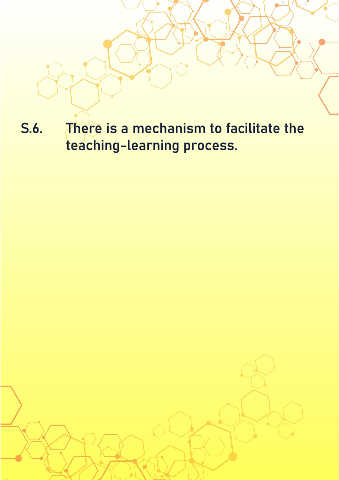 S.6. There is a mechanism to facilitate the
teaching-learning process.